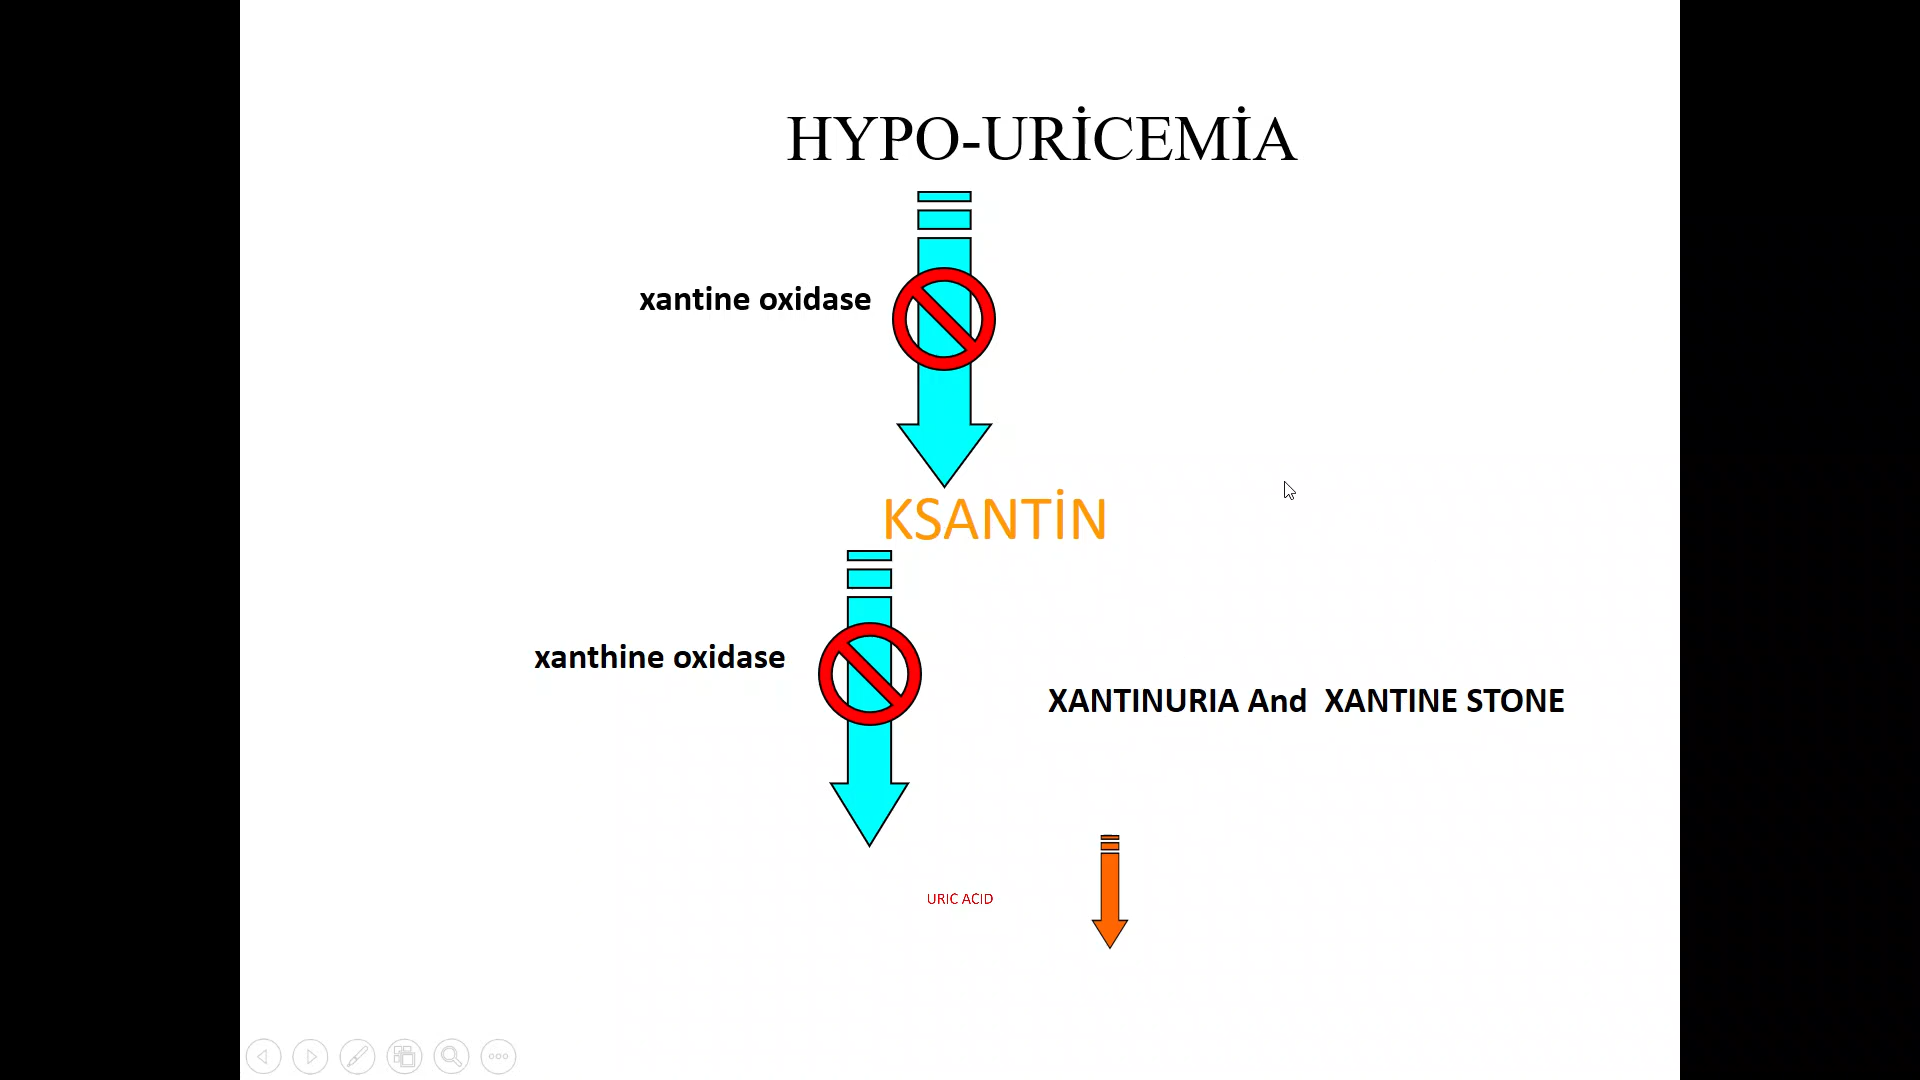 HYPO-URİCEMİA
xantine oxidase
KSANTİN
xanthine oxidase
XANTINURIA And  XANTINE STONE
URIC ACID